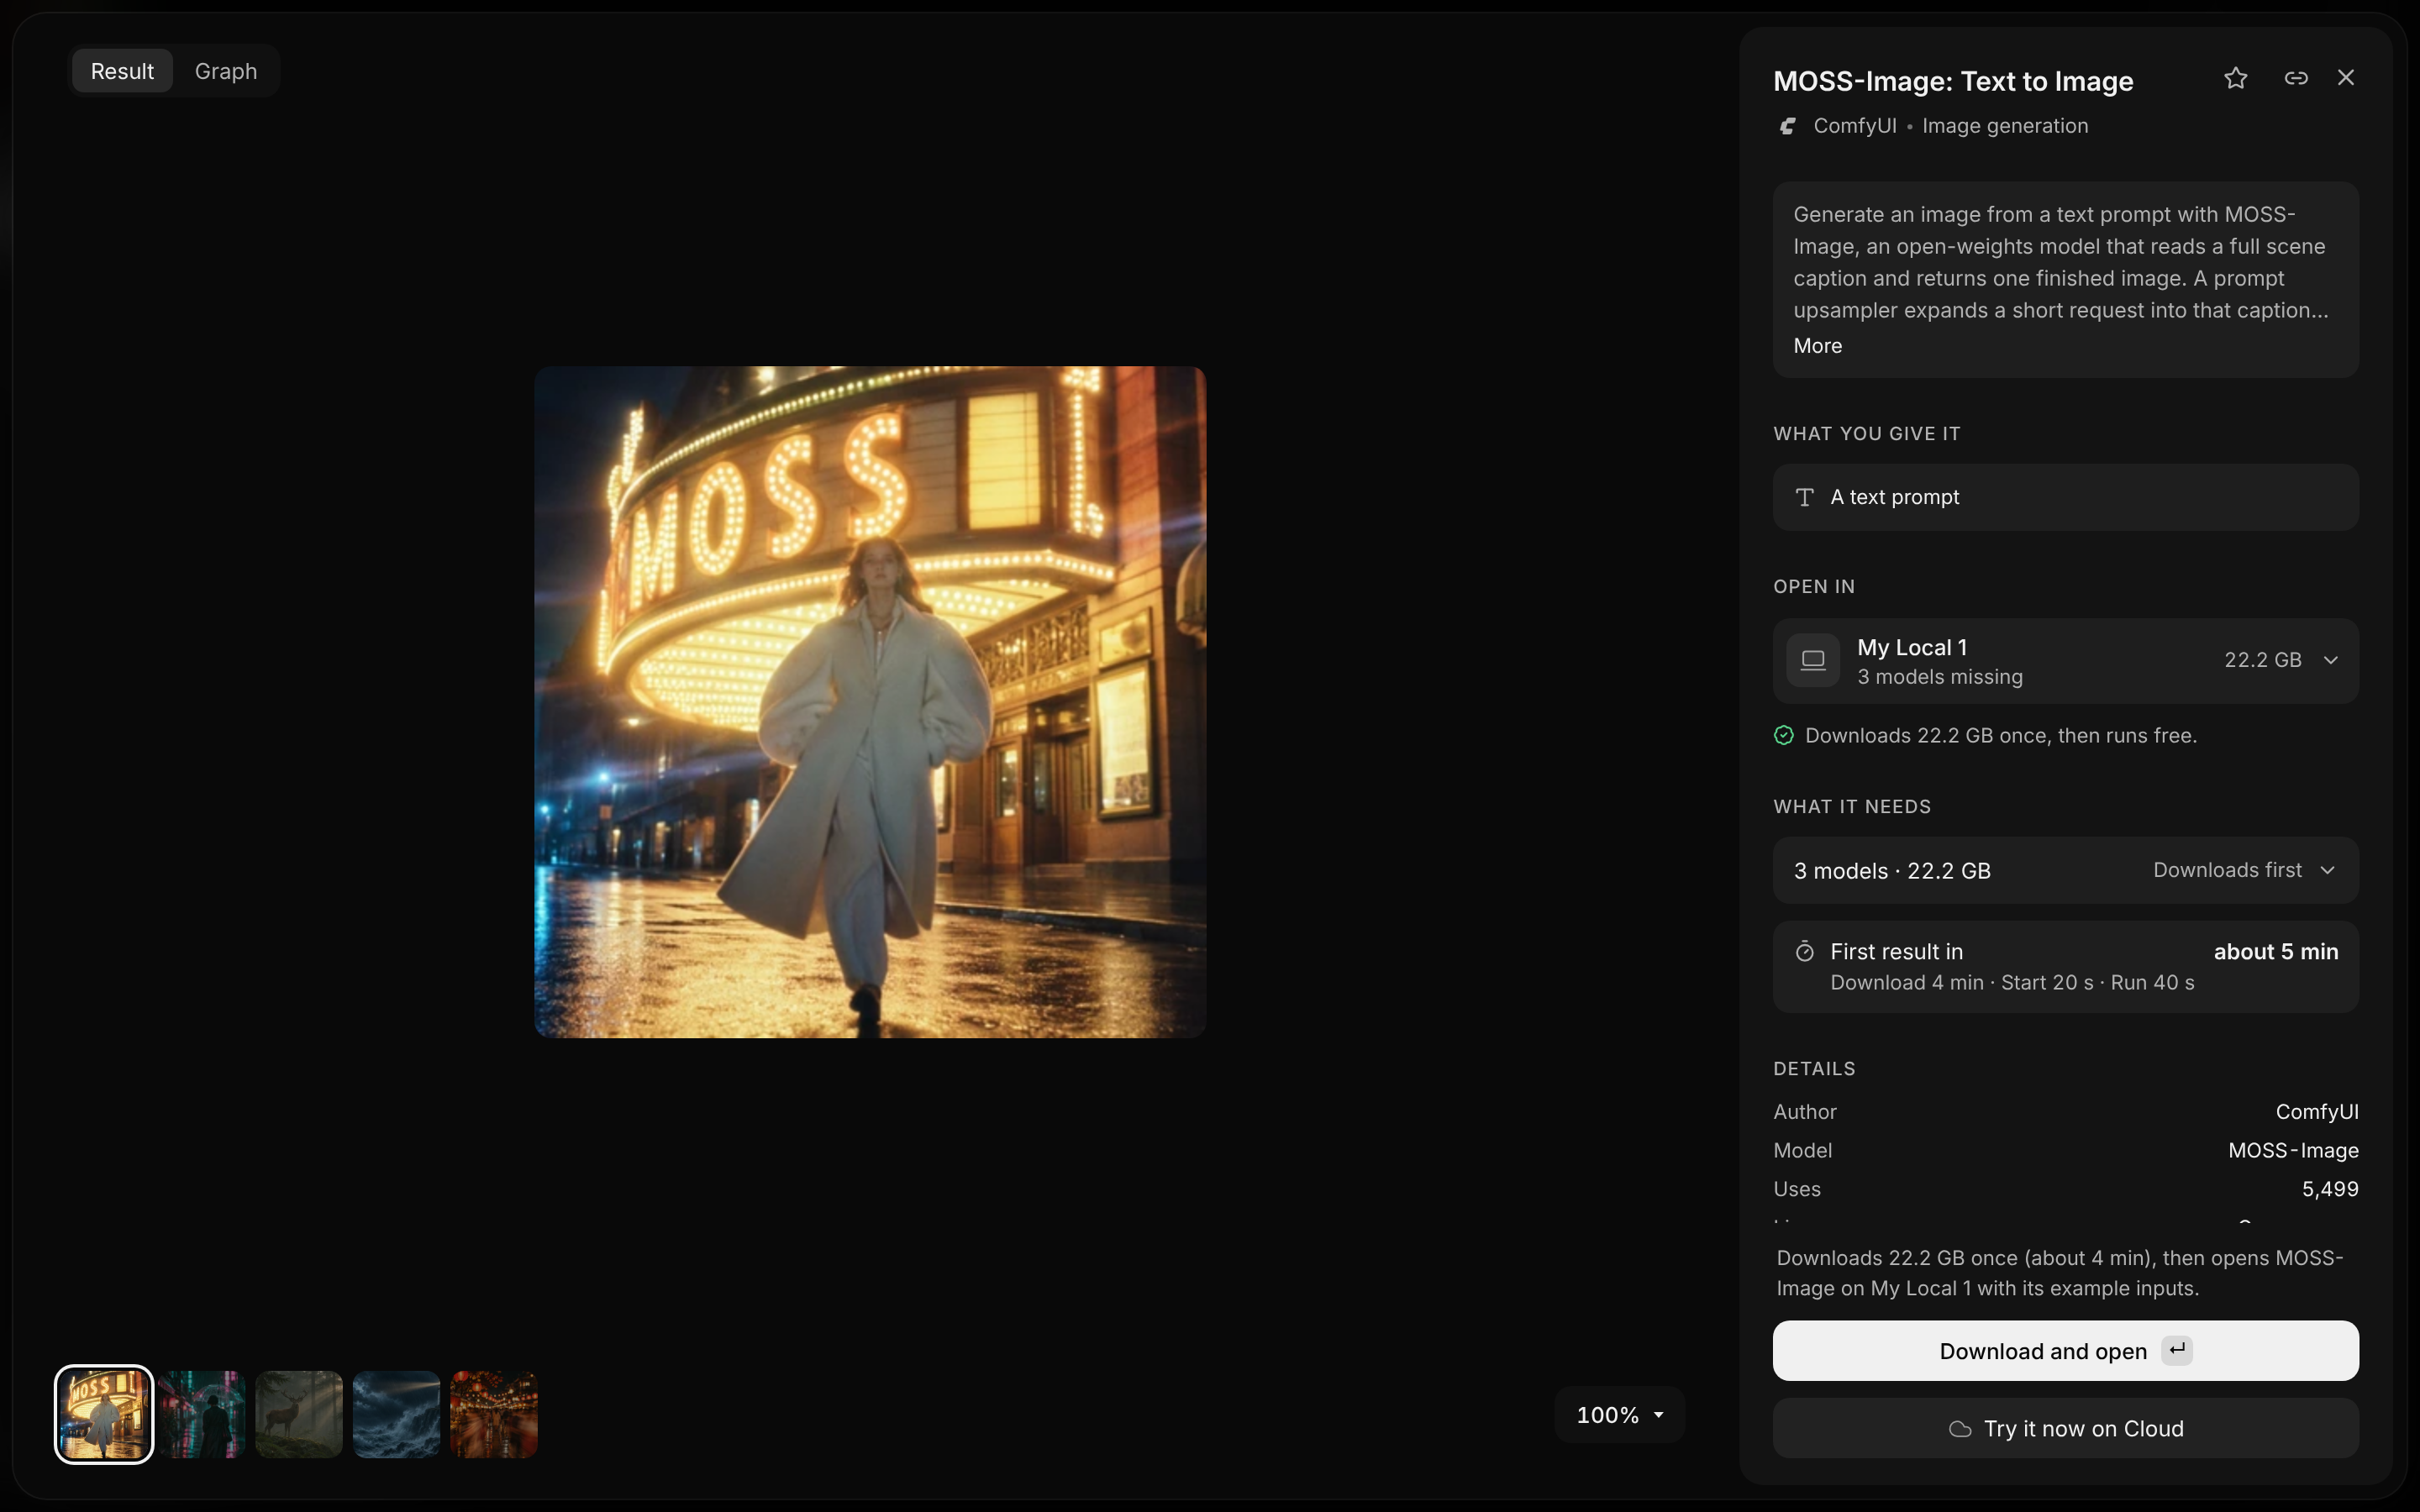 Result
Graph
MOSS
MOSS
100%
MOSS-Image: Text to Image
ComfyUI • Image generation
Generate an image from a text prompt with MOSS-
Image, an open-weights model that reads a full scene
caption and returns one finished image. A prompt
upsampler expands a short request into that caption...
More
WHAT YOU GIVE IT
A text prompt
OPEN IN
My Local 1
3 models missing
22.2 GB
Downloads 22.2 GB once, then runs free.
WHAT IT NEEDS
3 models · 22.2 GB
Downloads first
First result in
about 5 min
Download 4 min · Start 20 s · Run 40 s
DETAILS
Author
ComfyUI
Model
MOSS-Image
Uses
5,499
Downloads 22.2 GB once (about 4 min), then opens MOSS-
Image on My Local 1 with its example inputs.
Download and open
Try it now on Cloud